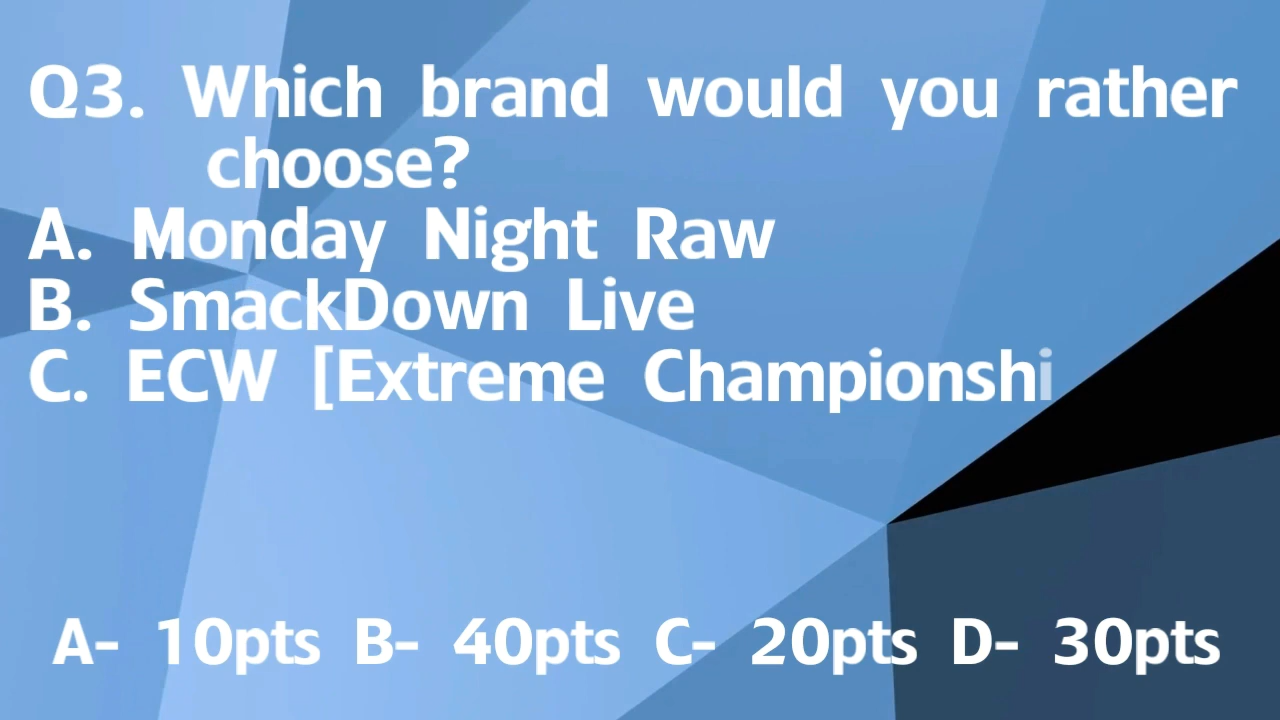 Q3. Which brand would you rather
choose?
A. Monday Night Raw
B. SmackDown Live
C. ECW [Extreme Championshi
A- 10pts B- 40pts C- 20pts D- 30pts